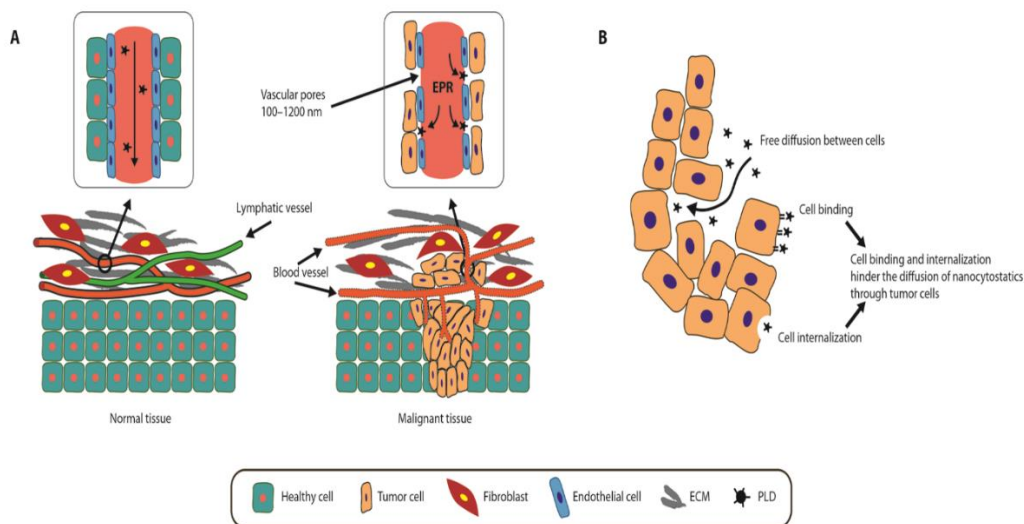 A
Vascular pores
100–1200 nm
EPR
Lymphatic vessel
Blood vessel
Normal tissue
Malignant tissue
B
Free diffusion between cells
Cell binding
Cell binding and internalization
hinder the diffusion of nanocytostatics
through tumor cells
Cell internalization
Healthy cell
Tumor cell
Fibroblast
Endothelial cell
ECM
PLD